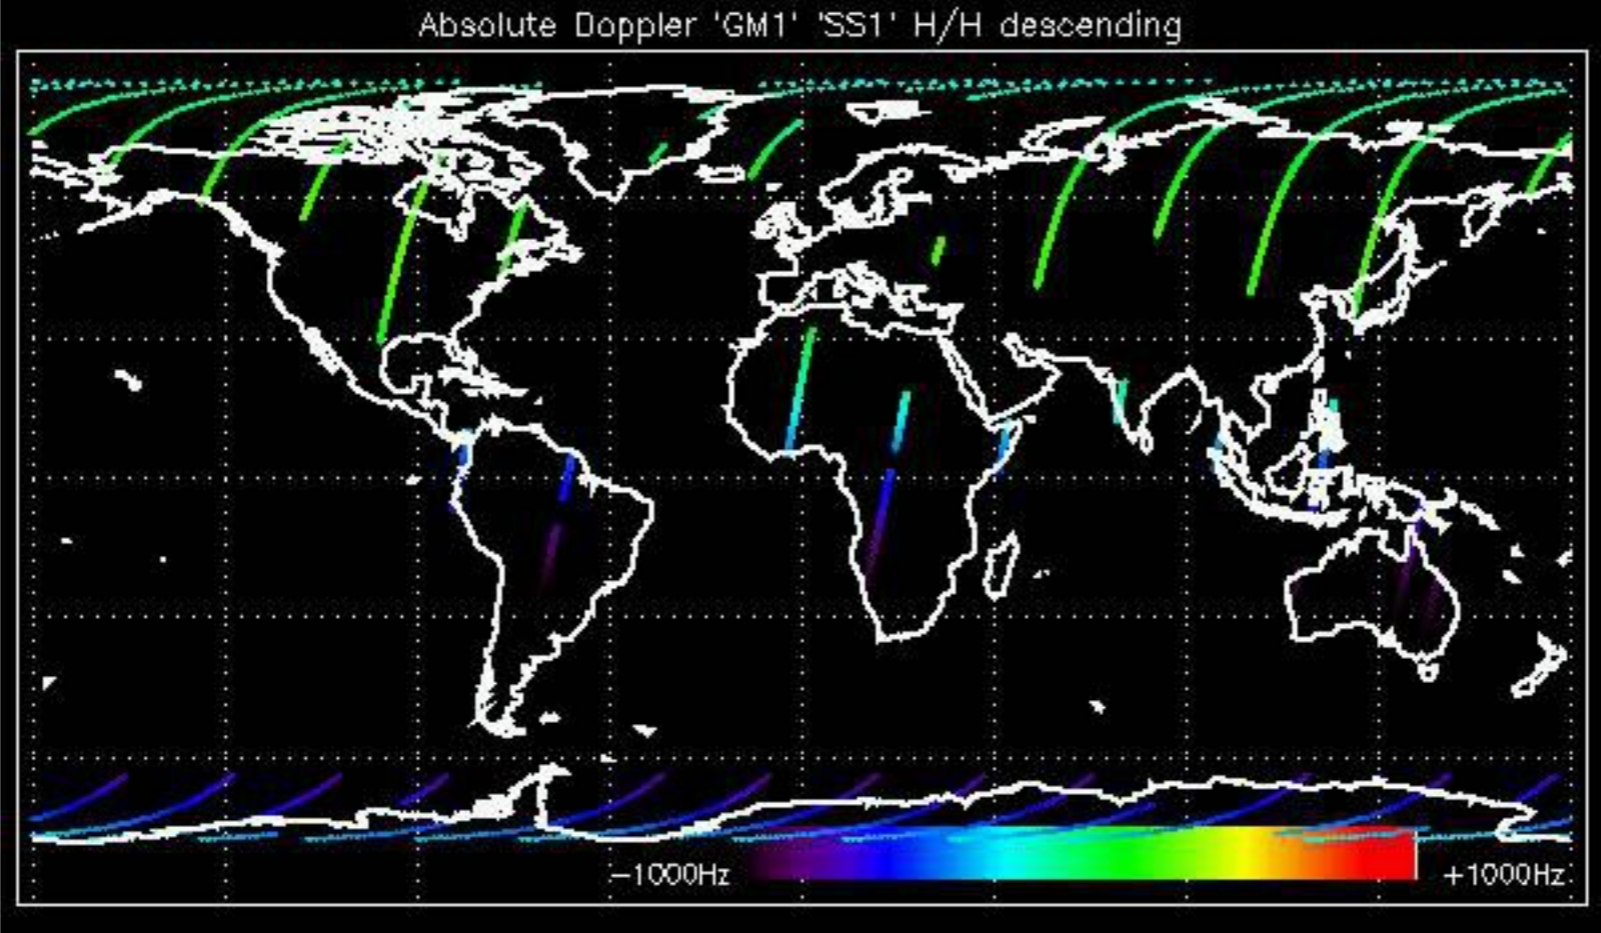 Absolute Doppler 'GM1' 'SS1' H/H descending
−1000Hz +1000Hz